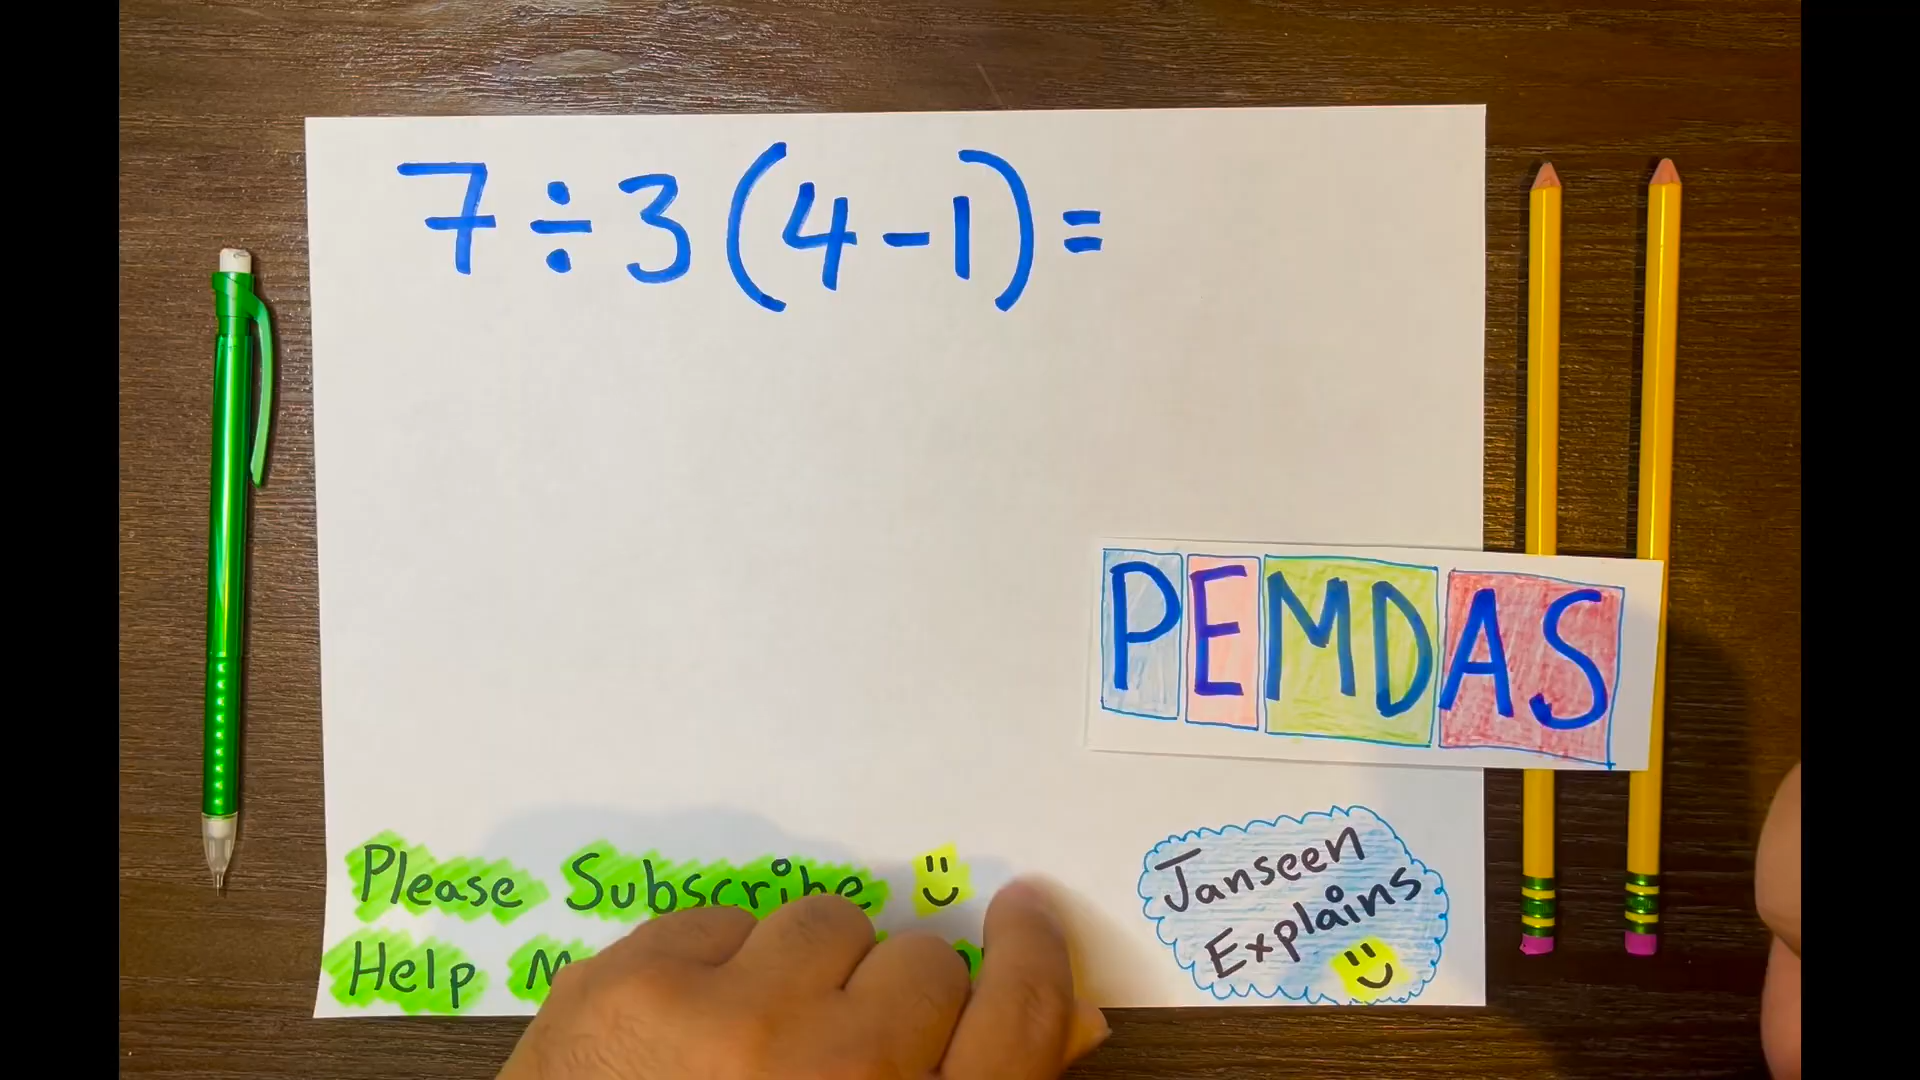 7÷3(4-1)=
PEMDAS
Please Subscribe
Help
Janseen
Explains